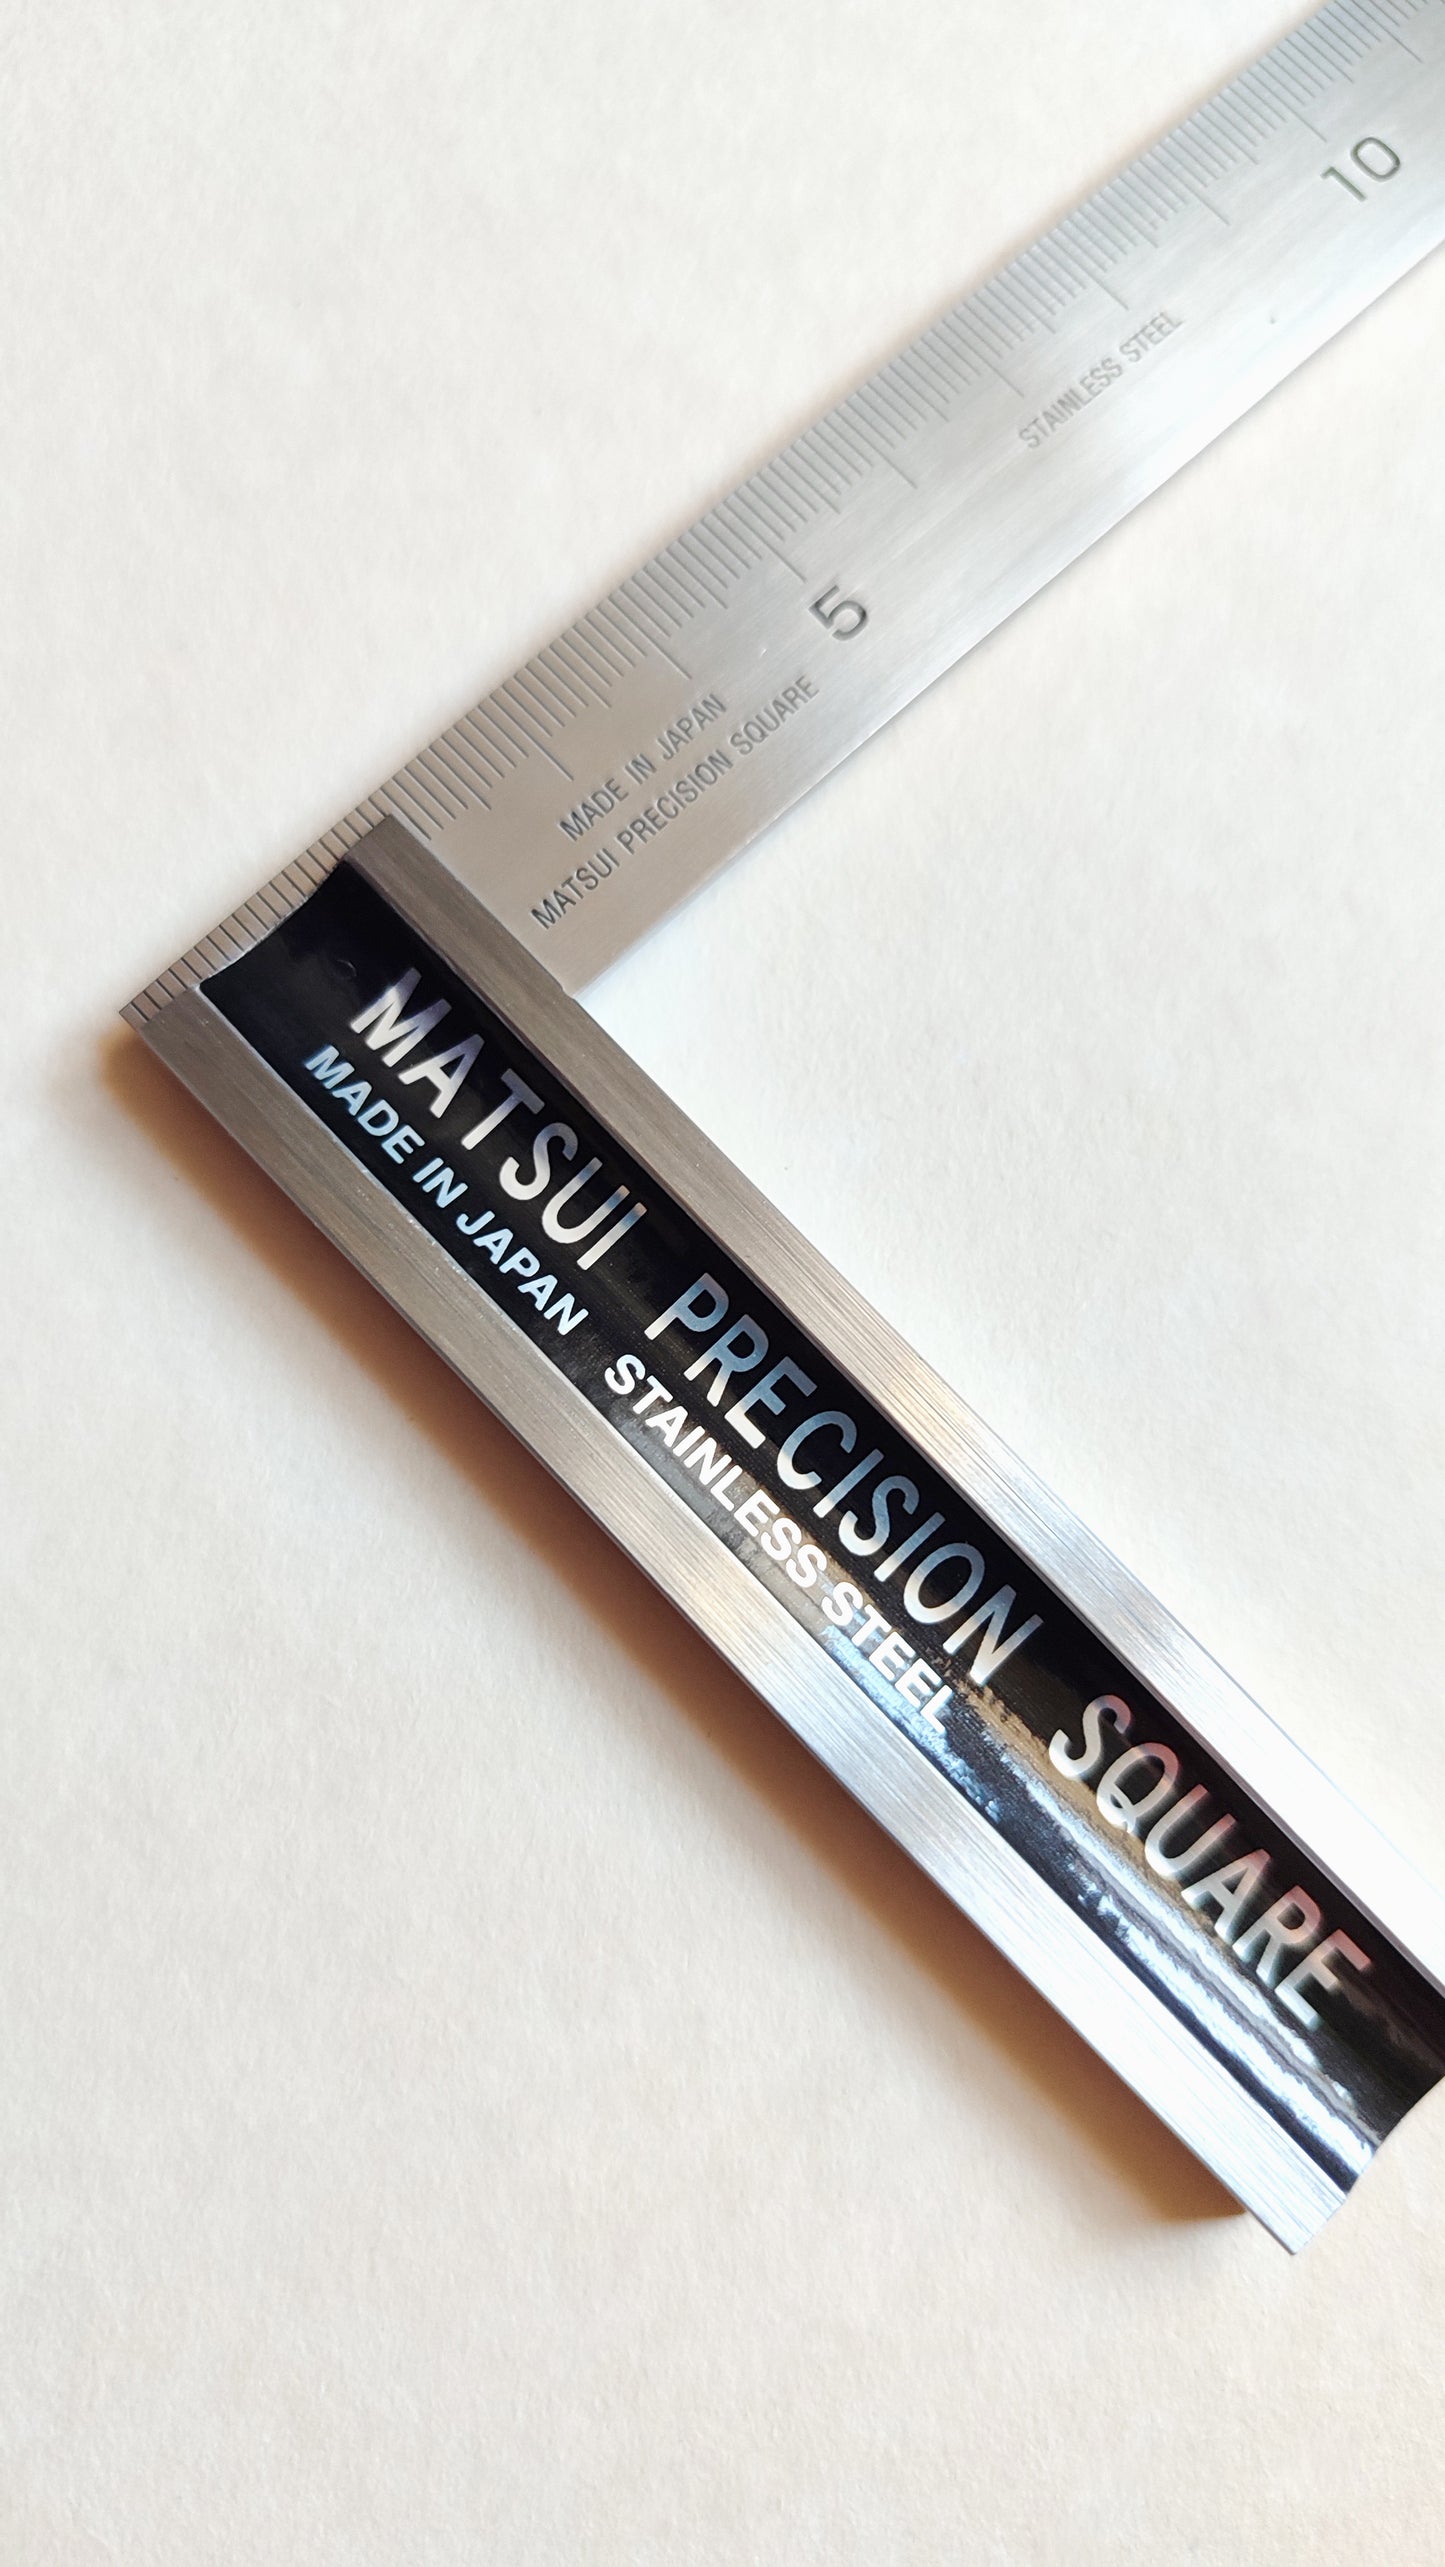 10
STAINLESS STEEL
5
MADE IN JAPAN
MATSUI PRECISION SQUARE
MATSUI PRECISION SQUARE
MADE IN JAPAN STAINLESS STEEL